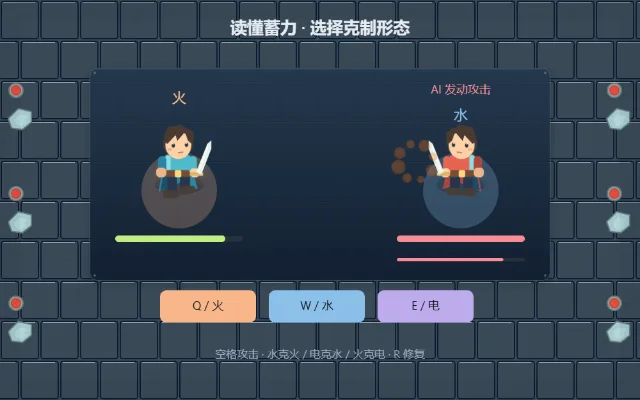 读懂蓄力 · 选择克制形态
火
AI 发动攻击
水
Q / 火
W / 水
E / 电
空格攻击 · 水克火 / 电克水 / 火克电 · R 修复